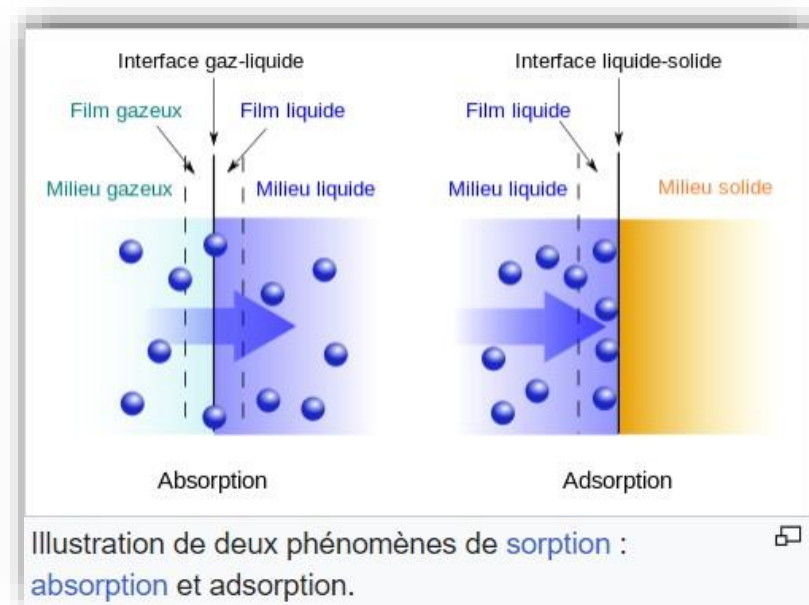 Interface gaz-liquide
Interface liquide-solide
Film gazeux
Film liquide
Film liquide
Milieu gazeux
Milieu liquide
Milieu liquide
Milieu solide
Absorption
Adsorption
Illustration de deux phénomènes de sorption :
absorption et adsorption.